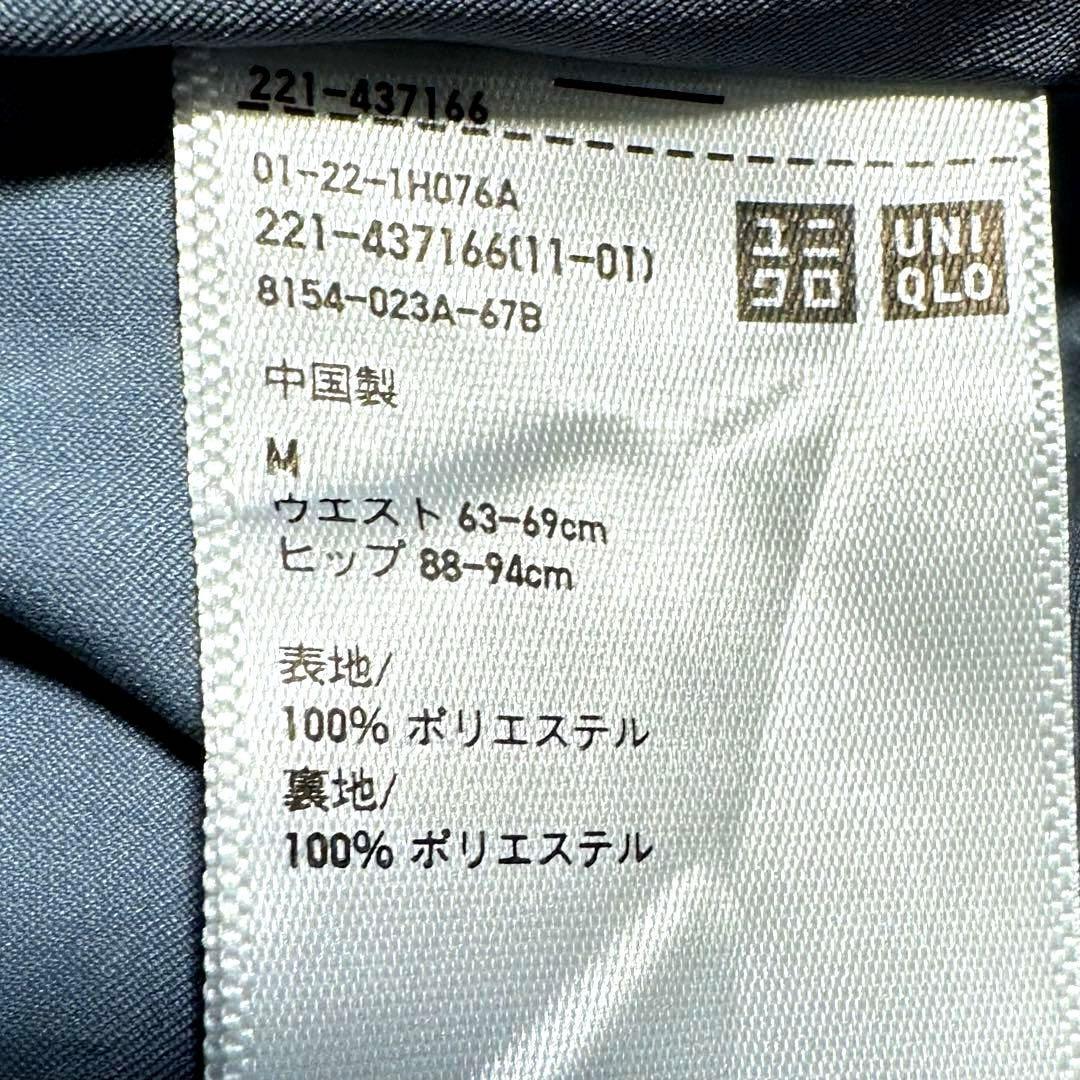 221-437166
01-22-1H076A
221-437166(11-01)
8154-023A-67B
ユニ
クロ
UNI
QLO
中国製
M
ウエスト 63-69cm
ヒップ 88-94cm
表地/
100% ポリエステル
裏地/
100% ポリエステル